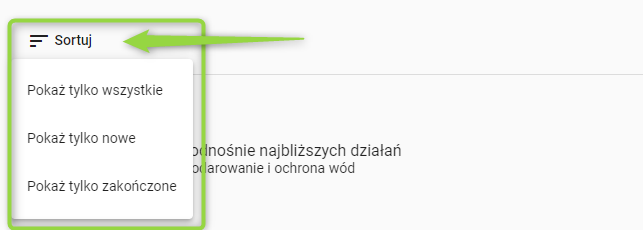 Sortuj
Pokaż tylko wszystkie
Pokaż tylko nowe
odnośnie najbliższych działań
odarowanie i ochrona wód
Pokaż tylko zakończone